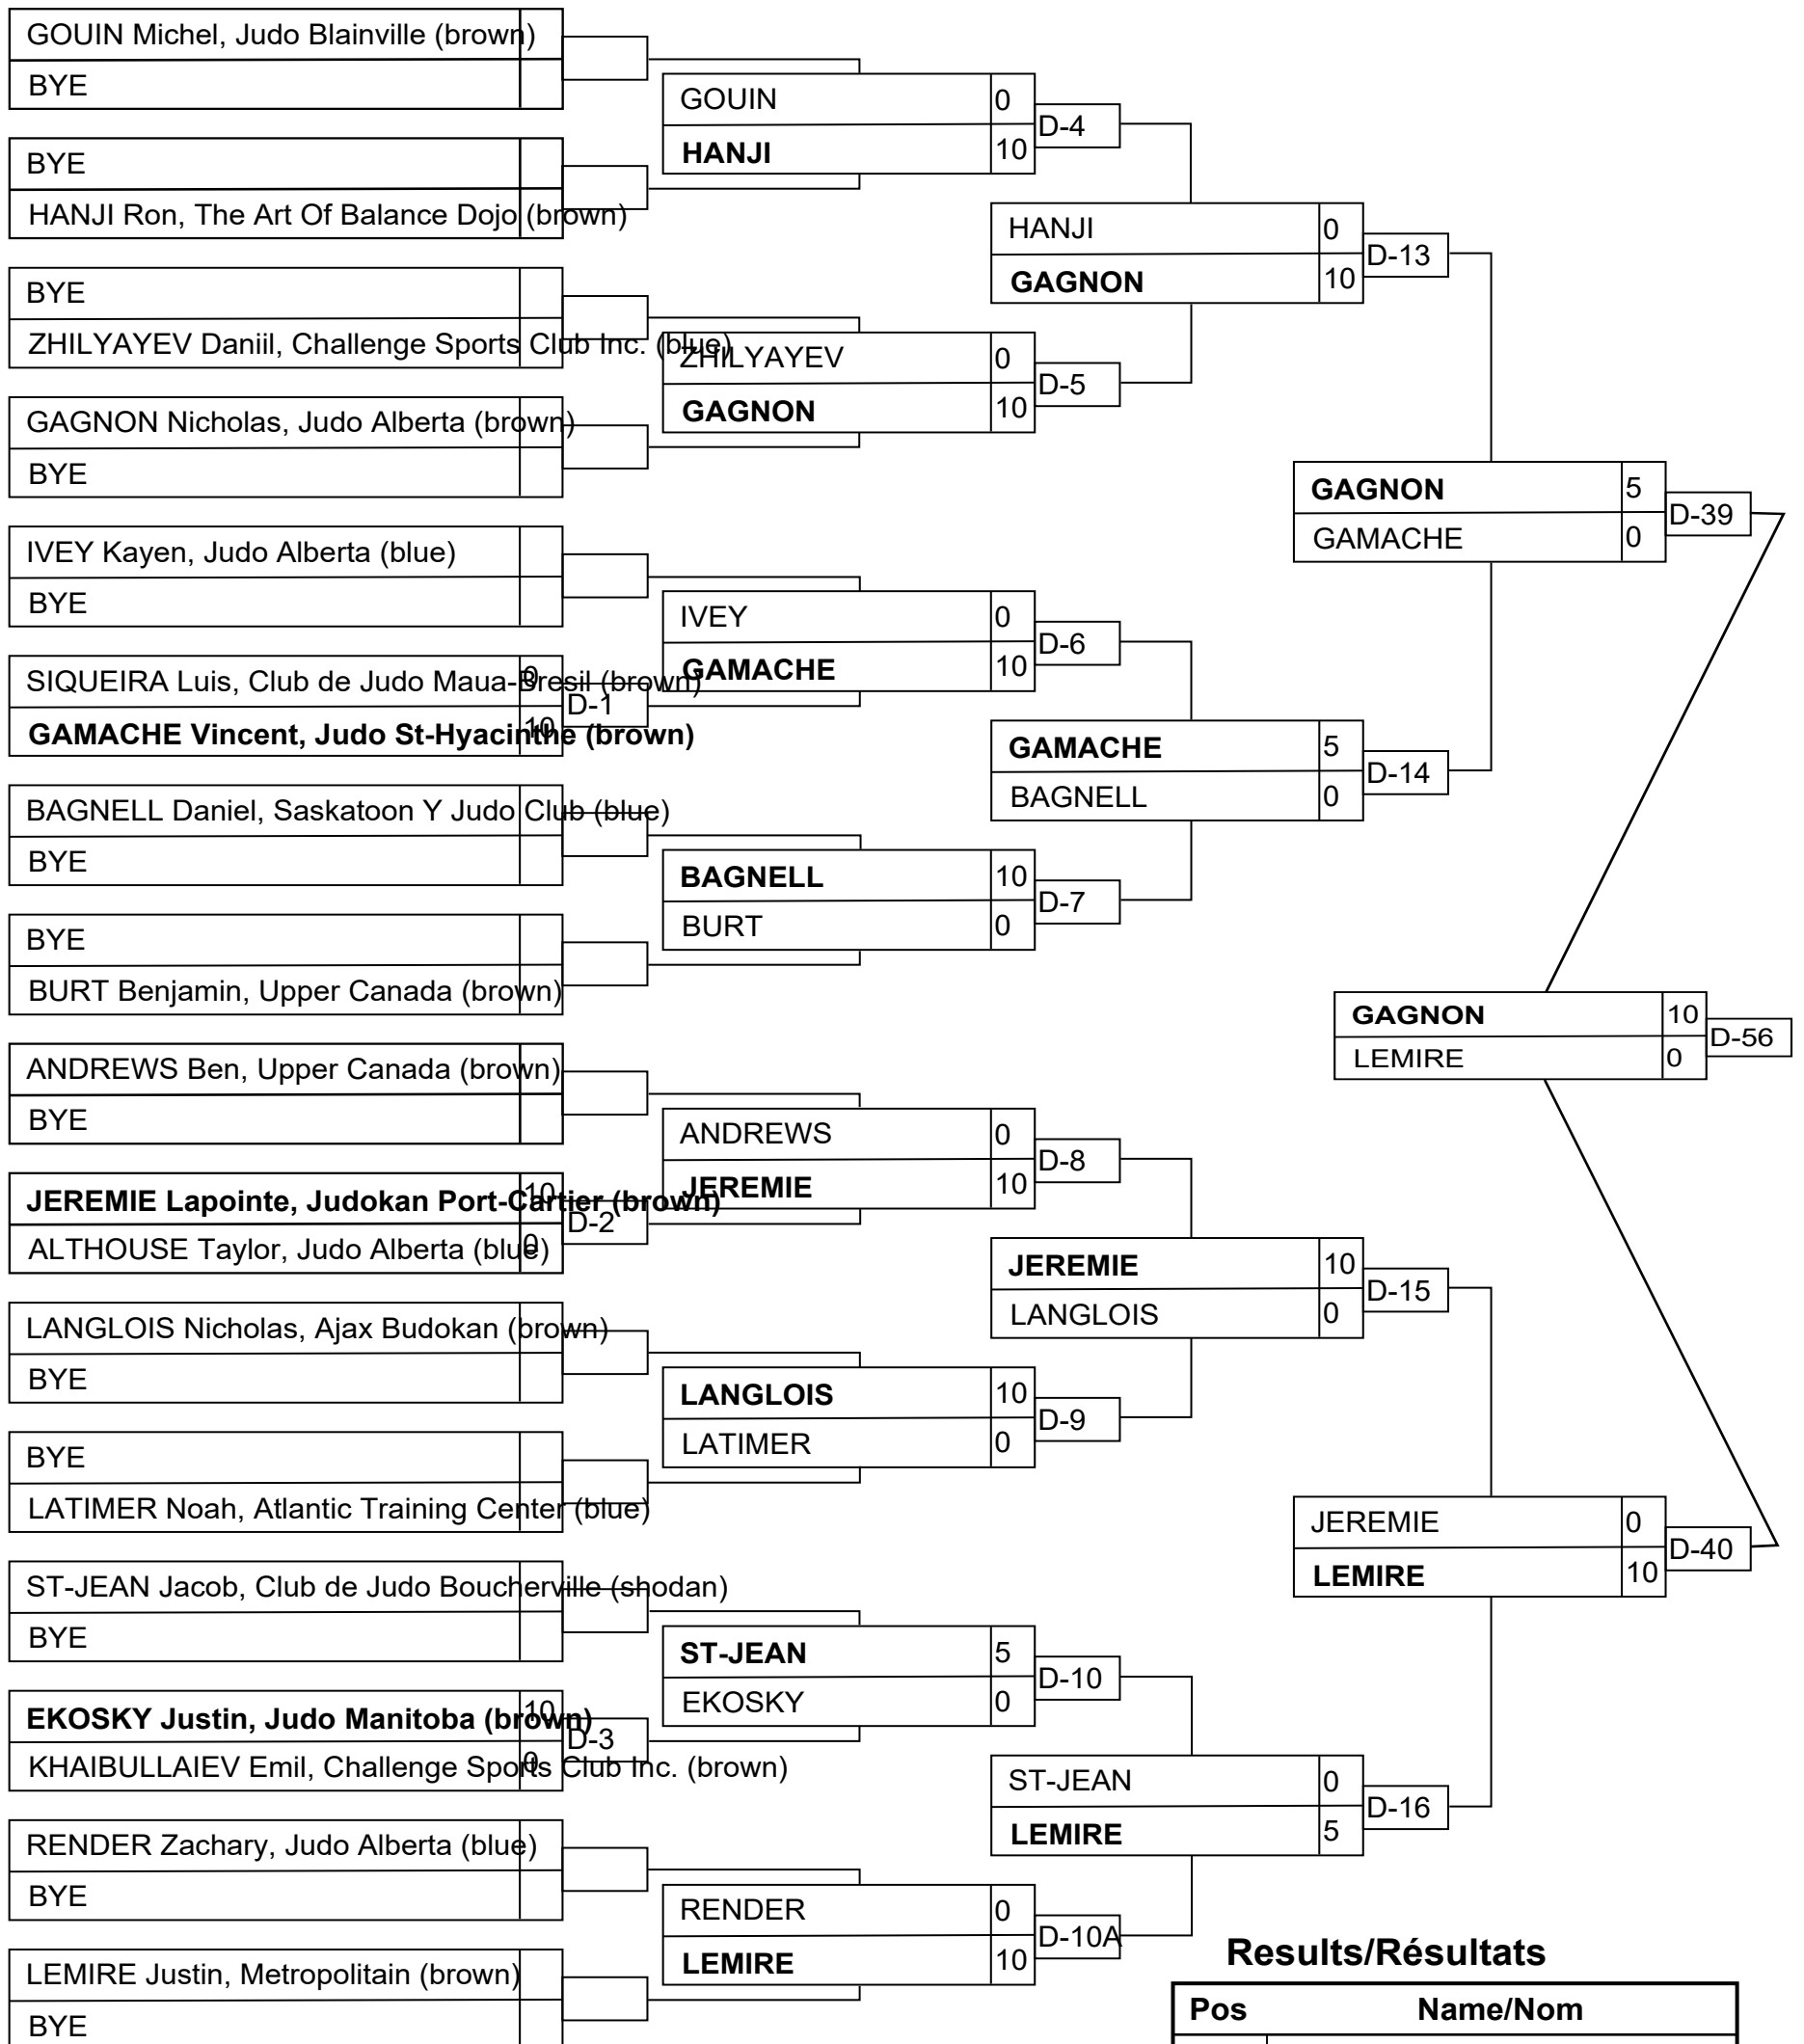 GOUIN Michel, Judo Blainville (brown)
BYE
BYE
HANJI Ron, The Art Of Balance Dojo (brown)
BYE
ZHILYAYEV Daniil, Challenge Sports Club Inc. (blue)
GAGNON Nicholas, Judo Alberta (brown)
BYE
IVEY Kayen, Judo Alberta (blue)
BYE
SIQUEIRA Luis, Club de Judo Maua-Bresil (brown) 0
GAMACHE Vincent, Judo St-Hyacinthe (brown) 10
D-1
BAGNELL Daniel, Saskatoon Y Judo Club (blue)
BYE
BYE
BURT Benjamin, Upper Canada (brown)
ANDREWS Ben, Upper Canada (brown)
BYE
JEREMIE Lapointe, Judokan Port-Cartier (brown) 10
ALTHOUSE Taylor, Judo Alberta (blue) 0
D-2
LANGLOIS Nicholas, Ajax Budokan (brown)
BYE
BYE
LATIMER Noah, Atlantic Training Center (blue)
ST-JEAN Jacob, Club de Judo Boucherville (shodan)
BYE
EKOSKY Justin, Judo Manitoba (brown) 10
KHAIBULLAIEV Emil, Challenge Sports Club Inc. (brown) 0
D-3
RENDER Zachary, Judo Alberta (blue)
BYE
LEMIRE Justin, Metropolitain (brown)
BYE
GOUIN 0
HANJI 10
D-4
ZHILYAYEV 0
GAGNON 10
D-5
IVEY 0
GAMACHE 10
D-6
BAGNELL 10
BURT 0
D-7
ANDREWS 0
JEREMIE 10
D-8
LANGLOIS 10
LATIMER 0
D-9
ST-JEAN 5
EKOSKY 0
D-10
RENDER 0
LEMIRE 10
D-10A
HANJI 0
GAGNON 10
D-13
GAMACHE 5
BAGNELL 0
D-14
JEREMIE 10
LANGLOIS 0
D-15
ST-JEAN 0
LEMIRE 5
D-16
GAGNON 5
GAMACHE 0
D-39
JEREMIE 0
LEMIRE 10
D-40
GAGNON 10
LEMIRE 0
D-56
Results/Résultats
Pos Name/Nom